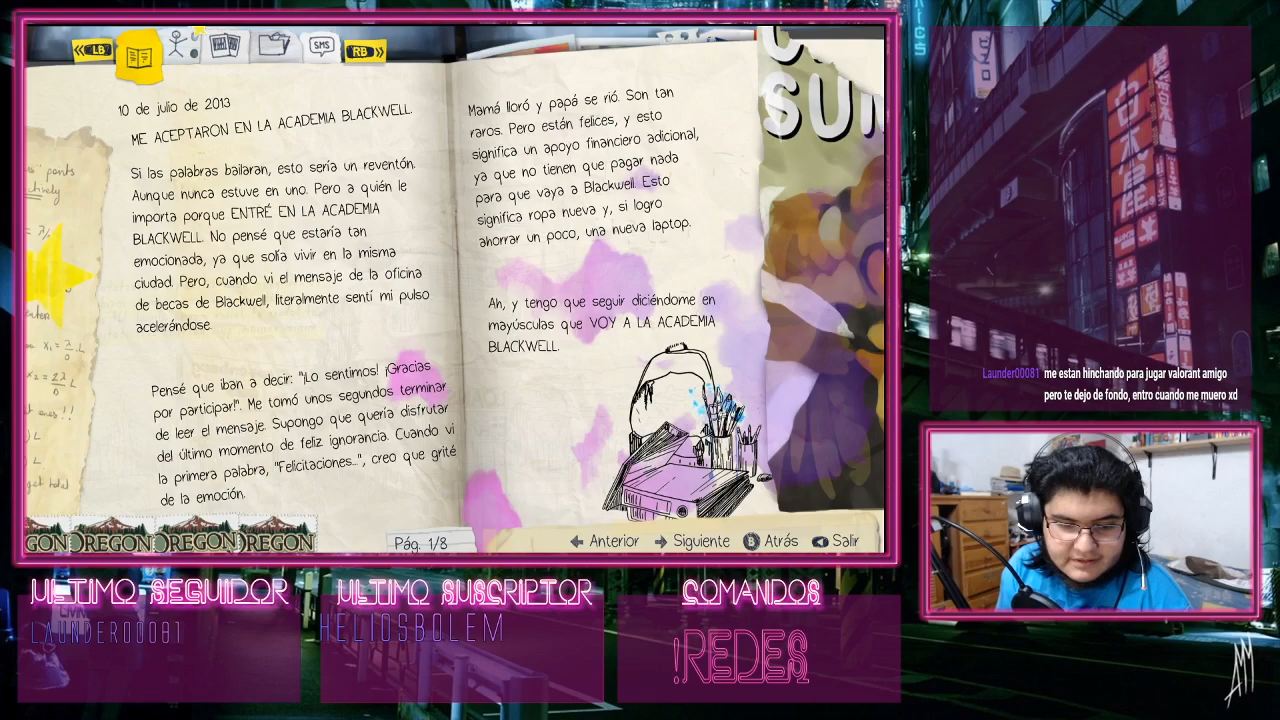 LB
SMS
RB
10 de julio de 2013
ME ACEPTARON EN LA ACADEMIA BLACKWELL.
Si las palabras bailaran, esto sería un reventón.
Aunque nunca estuve en uno. Pero a quién le
importa porque ENTRÉ EN LA ACADEMIA
BLACKWELL. No pensé que estaría tan
emocionada, ya que solía vivir en la misma
ciudad. Pero, cuando vi el mensaje de la oficina
de becas de Blackwell, literalmente sentí mi pulso
acelerándose.
Pensé que iban a decir: "¡Lo sentimos! ¡Gracias
por participar!". Me tomó unos segundos terminar
de leer el mensaje. Supongo que quería disfrutar
del último momento de feliz ignorancia. Cuando vi
la primera palabra, "Felicitaciones...", creo que grité
de la emoción.
Mamá lloró y papá se rió. Son tan
raros. Pero están felices, y esto
significa un apoyo financiero adicional,
ya que no tienen que pagar nada
para que vaya a Blackwell. Esto
significa ropa nueva y, si logro
ahorrar un poco, una nueva laptop.
Ah, y tengo que seguir diciéndome en
mayúsculas que VOY A LA ACADEMIA
BLACKWELL.
GON OREGON OREGON OREGON
Pág. 1/8
Anterior Siguiente B Atrás Salir
Launder00081 me estan hinchando para jugar valorant amigo
pero te dejo de fondo, entro cuando me muero xd
ULTIMO SEGUIDOR
LAUNDER00081
ULTIMO SUSCRIPTOR
HELIOSBOLEM
COMANDOS
!REDES